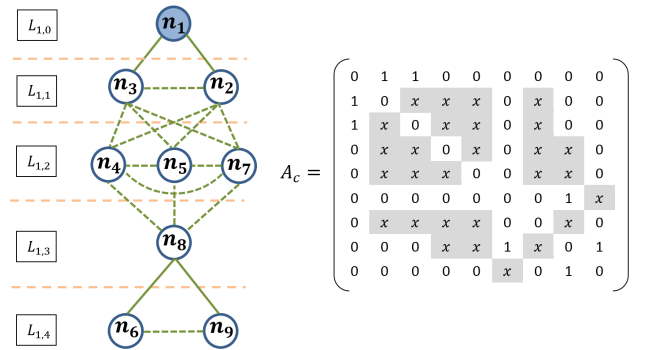 L1,0
n1
L1,1
n3 n2
L1,2
n4 n5 n7
L1,3
n8
L1,4
n6 n9
Ac =
0 1 1 0 0 0 0 0 0
1 0 x x x 0 x 0 0
1 x 0 x x 0 x 0 0
0 x x 0 x 0 x x 0
0 x x x 0 0 x x 0
0 0 0 0 0 0 0 1 x
0 x x x x 0 0 x 0
0 0 0 x x 1 x 0 1
0 0 0 0 0 x 0 1 0